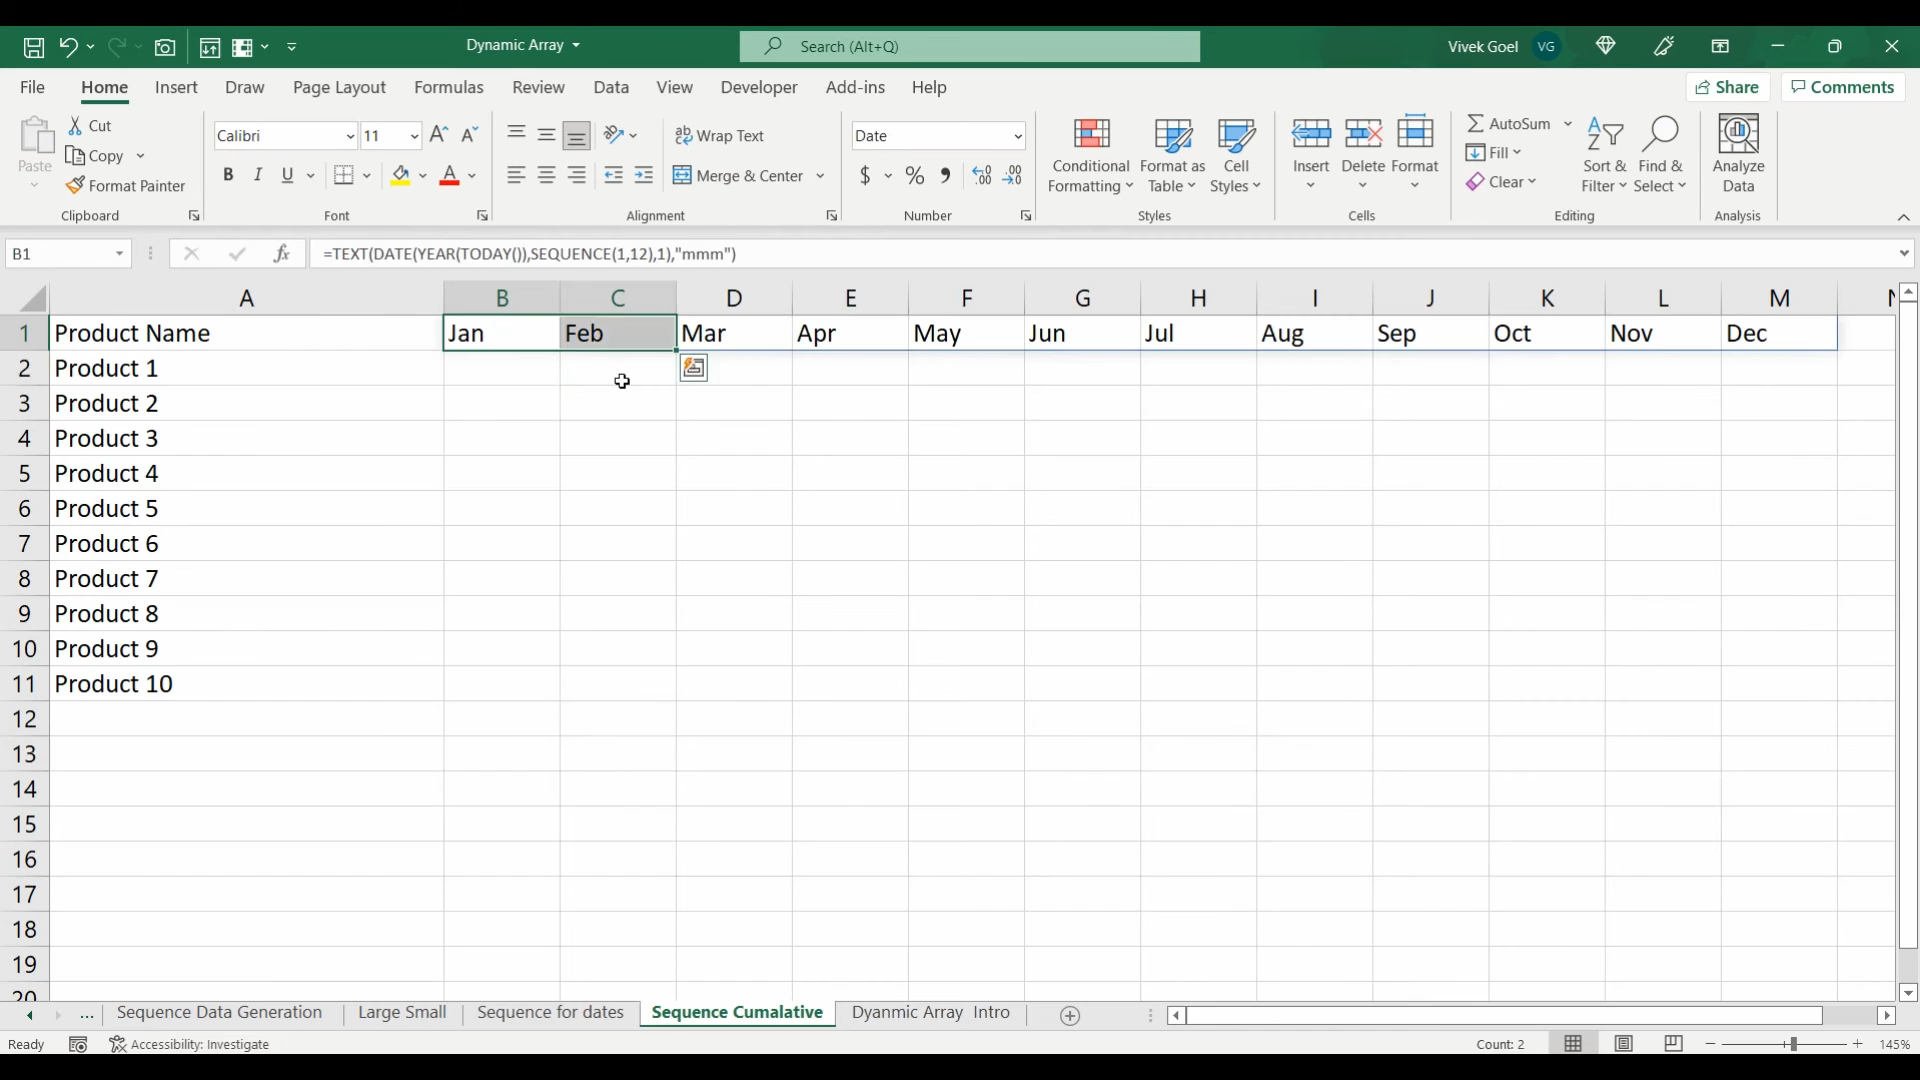 Dynamic Array
Search (Alt+Q)
Vivek Goel VG
File Home Insert Draw Page Layout Formulas Review Data View Developer Add-ins Help Share Comments
Paste
Cut
Copy
Format Painter
Clipboard
Calibri 11
B I U
Font
Wrap Text
Merge & Center
Alignment
Date
$ % ,
Number
Conditional
Formatting
Format as
Table
Cell
Styles
Styles
Insert Delete Format
Cells
AutoSum
Fill
Clear
Sort &
Filter
Find &
Select
Editing
Analyze
Data
Analysis
B1 fx =TEXT(DATE(YEAR(TODAY()),SEQUENCE(1,12),1),"mmm")
A B C D E F G H I J K L M N
1 Product Name Jan Feb Mar Apr May Jun Jul Aug Sep Oct Nov Dec
2 Product 1
3 Product 2
4 Product 3
5 Product 4
6 Product 5
7 Product 6
8 Product 7
9 Product 8
10 Product 9
11 Product 10
12
13
14
15
16
17
18
19
20
... Sequence Data Generation Large Small Sequence for dates Sequence Cumalative Dyanmic Array Intro
Ready Accessibility: Investigate Count: 2 145%